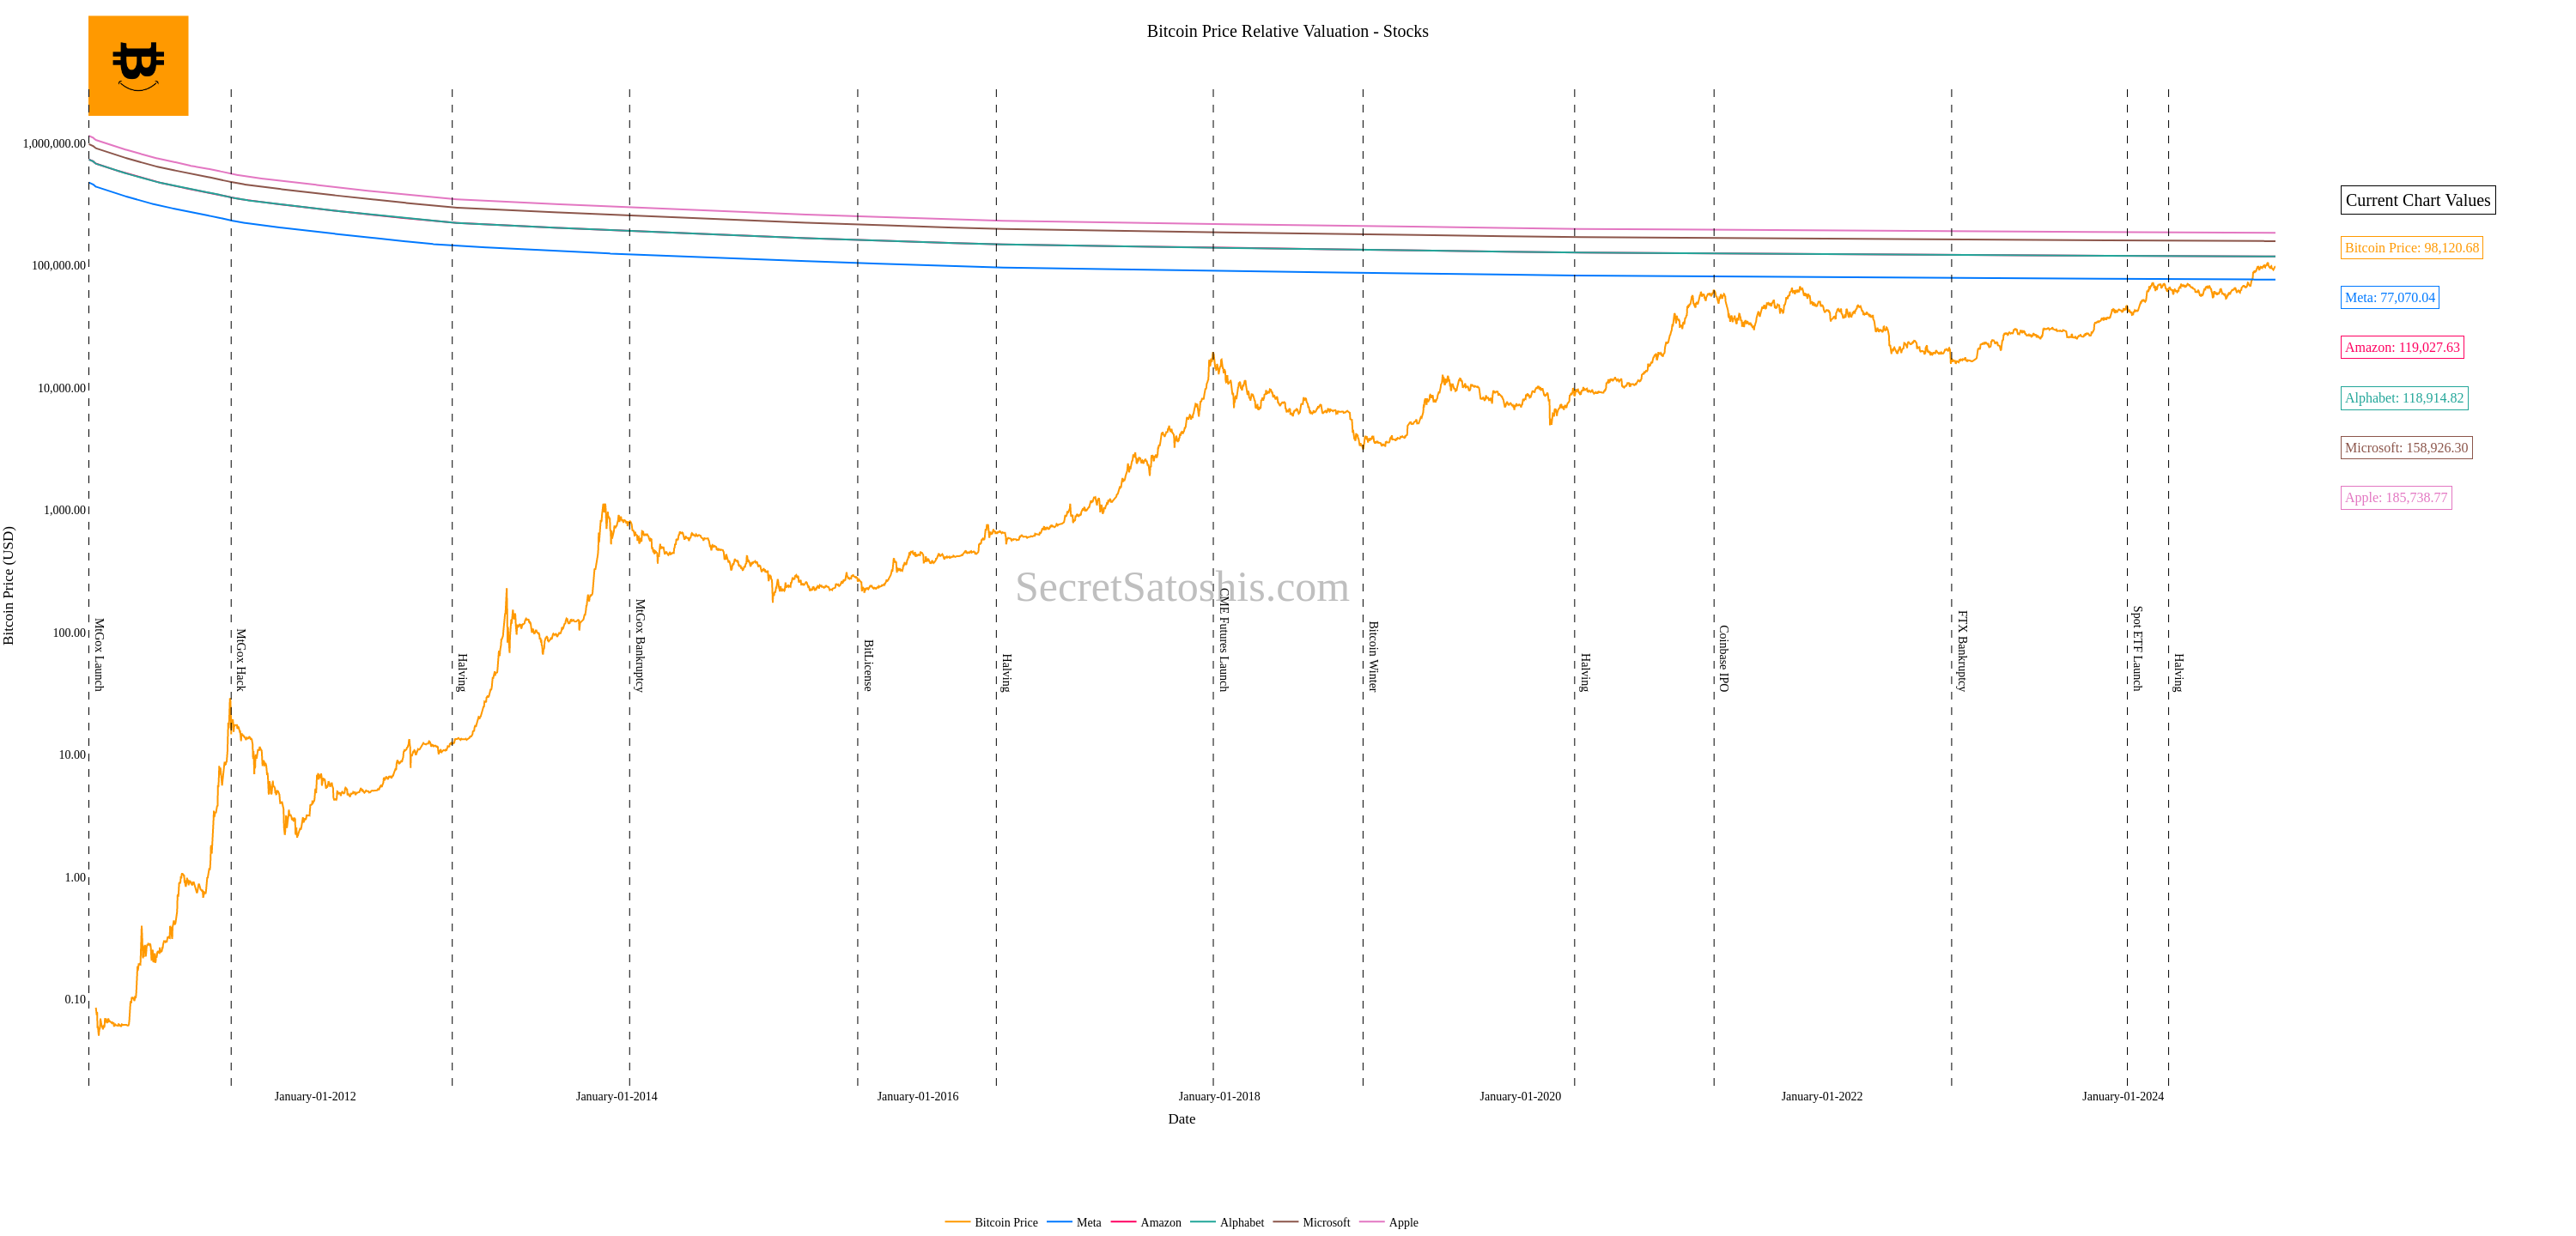 Bitcoin Price Relative Valuation - Stocks
1,000,000.00
100,000.00
10,000.00
1,000.00
100.00
10.00
1.00
0.10
Bitcoin Price (USD)
MtGox Launch
MtGox Hack
Halving
MtGox Bankruptcy
BitLicense
Halving
CME Futures Launch
Bitcoin Winter
Halving
Coinbase IPO
FTX Bankruptcy
Spot ETF Launch
Halving
SecretSatoshis.com
January-01-2012
January-01-2014
January-01-2016
January-01-2018
January-01-2020
January-01-2022
January-01-2024
Date
Current Chart Values
Bitcoin Price: 98,120.68
Meta: 77,070.04
Amazon: 119,027.63
Alphabet: 118,914.82
Microsoft: 158,926.30
Apple: 185,738.77
Bitcoin Price
Meta
Amazon
Alphabet
Microsoft
Apple